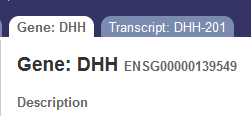 Gene: DHH Transcript: DHH-201
Gene: DHH ENSG00000139549
Description